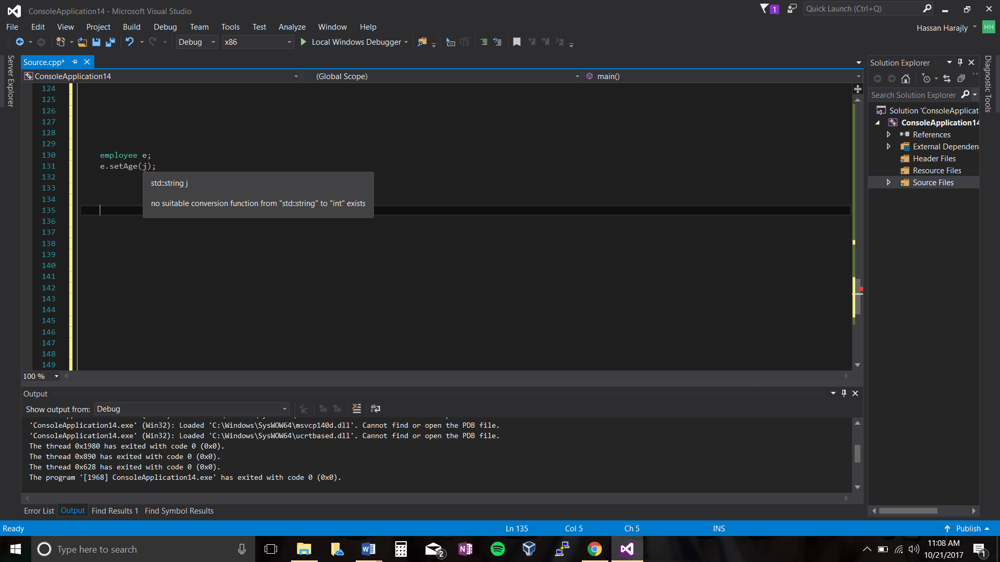 ConsoleApplication14 - Microsoft Visual Studio
1
Quick Launch (Ctrl+Q)
File Edit View Project Build Debug Team Tools Test Analyze Window Help
Hassan Harajly HH
Debug x86 Local Windows Debugger
Server Explorer
Source.cpp*
ConsoleApplication14 (Global Scope) main()
124
125
126
127
128
129
130 employee e;
131 e.setAge(j);
132
std::string j
133
134
no suitable conversion function from "std::string" to "int" exists
135
136
137
138
139
140
141
142
143
144
145
146
147
148
149
100 %
Solution Explorer
Search Solution Explorer
Solution 'ConsoleApplicat
ConsoleApplication14
References
External Dependen
Header Files
Resource Files
Source Files
Diagnostic Tools
Output
Show output from: Debug
'ConsoleApplication14.exe' (Win32): Loaded 'C:\Windows\SysWOW64\msvcp140d.dll'. Cannot find or open the PDB file.
'ConsoleApplication14.exe' (Win32): Loaded 'C:\Windows\SysWOW64\ucrtbased.dll'. Cannot find or open the PDB file.
The thread 0x1980 has exited with code 0 (0x0).
The thread 0x890 has exited with code 0 (0x0).
The thread 0x628 has exited with code 0 (0x0).
The program '[1968] ConsoleApplication14.exe' has exited with code 0 (0x0).
Error List Output Find Results 1 Find Symbol Results
Ready Ln 135 Col 5 Ch 5 INS Publish
Type here to search
2
11:08 AM
10/21/2017
1